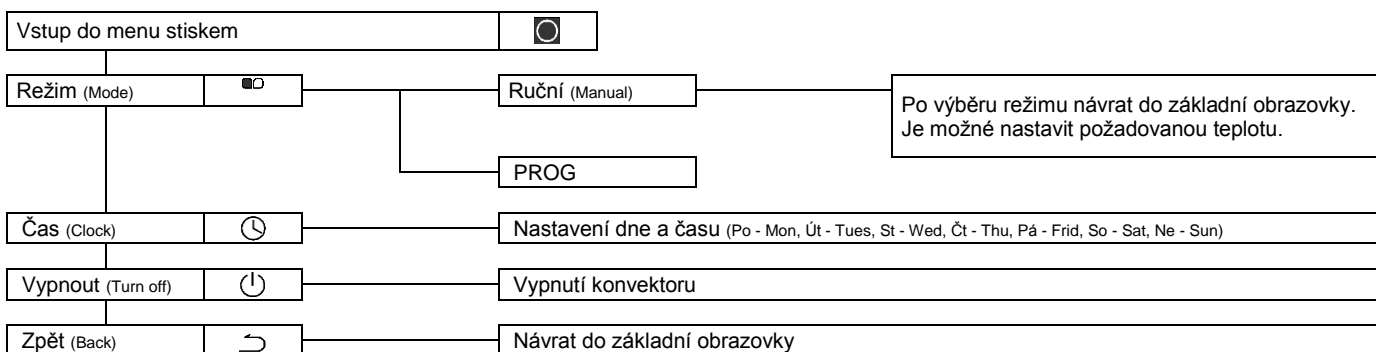 Vstup do menu stiskem
Režim (Mode)
Ruční (Manual)
Po výběru režimu návrat do základní obrazovky.
Je možné nastavit požadovanou teplotu.
PROG
Čas (Clock)
Nastavení dne a času (Po - Mon, Út - Tues, St - Wed, Čt - Thu, Pá - Frid, So - Sat, Ne - Sun)
Vypnout (Turn off)
Vypnutí konvektoru
Zpět (Back)
Návrat do základní obrazovky